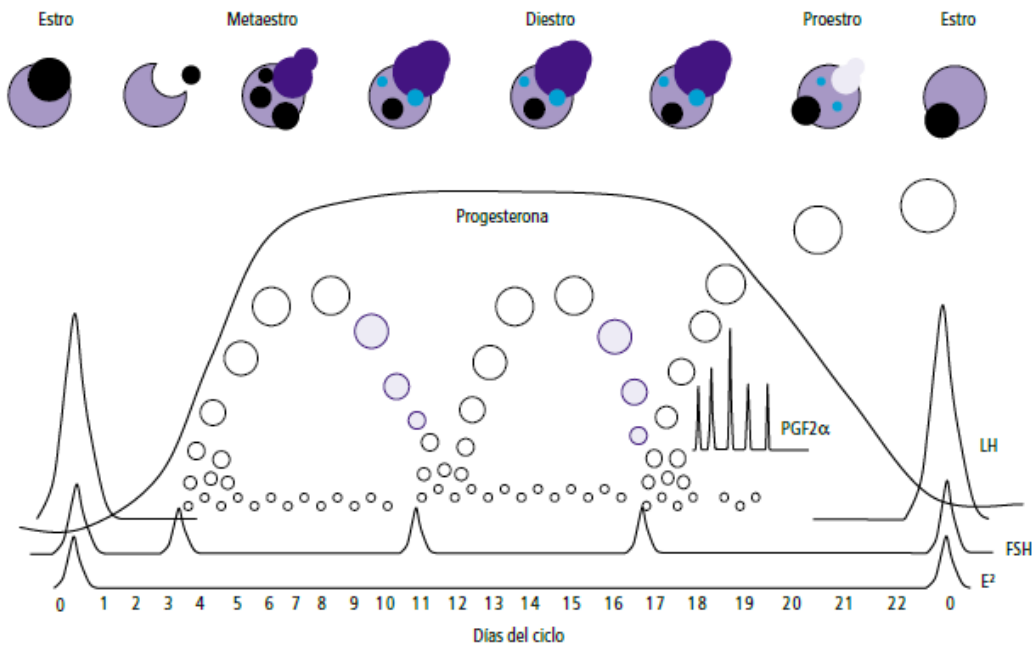 Estro Metaestro Diestro Proestro Estro
Progesterona
PGF2α
LH
FSH
E²
0 1 2 3 4 5 6 7 8 9 10 11 12 13 14 15 16 17 18 19 20 21 22 0
Días del ciclo